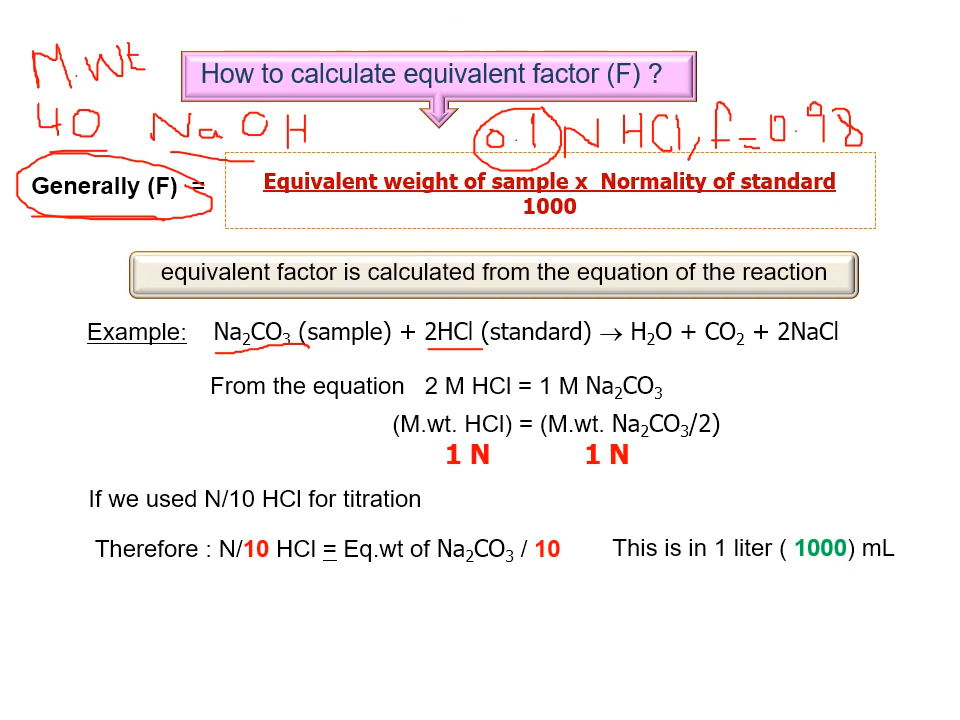 M.Wt
How to calculate equivalent factor (F) ?
40 NaOH 0.1 N HCl, f = 0.98
Generally (F) = Equivalent weight of sample x Normality of standard
1000
equivalent factor is calculated from the equation of the reaction
Example: Na₂CO₃ (sample) + 2HCl (standard) → H₂O + CO₂ + 2NaCl
From the equation 2 M HCl = 1 M Na₂CO₃
(M.wt. HCl) = (M.wt. Na₂CO₃/2)
1 N 1 N
If we used N/10 HCl for titration
Therefore : N/10 HCl = Eq.wt of Na₂CO₃ / 10 This is in 1 liter ( 1000) mL